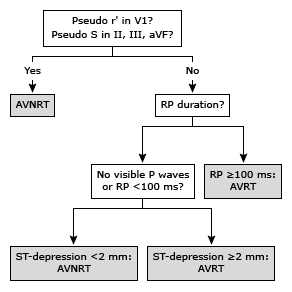 Pseudo r' in V1?
Pseudo S in II, III, aVF?
Yes
No
AVNRT
RP duration?
No visible P waves
or RP <100 ms?
RP ≥100 ms:
AVRT
ST-depression <2 mm:
AVNRT
ST-depression ≥2 mm:
AVRT